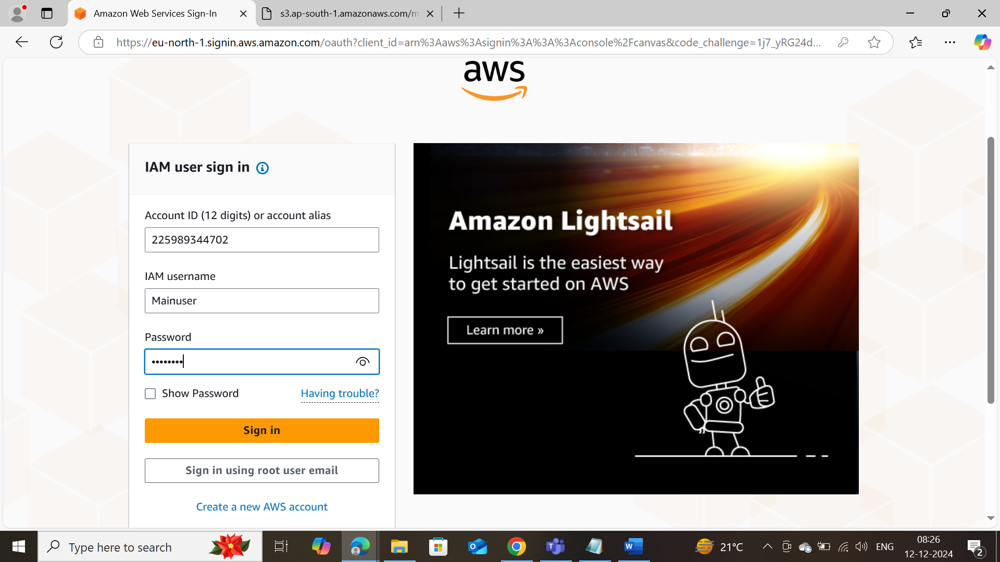 Amazon Web Services Sign-In
s3.ap-south-1.amazonaws.com/m
https://eu-north-1.signin.aws.amazon.com/oauth?client_id=arn%3Aaws%3Asignin%3A%3A%3Aconsole%2Fcanvas&code_challenge=1j7_yRG24d...
aws
IAM user sign in
Account ID (12 digits) or account alias
225989344702
IAM username
Mainuser
Password
••••••••
Show Password
Having trouble?
Sign in
Sign in using root user email
Create a new AWS account
Amazon Lightsail
Lightsail is the easiest way
to get started on AWS
Learn more »
Type here to search
21°C
ENG
08:26
12-12-2024
2